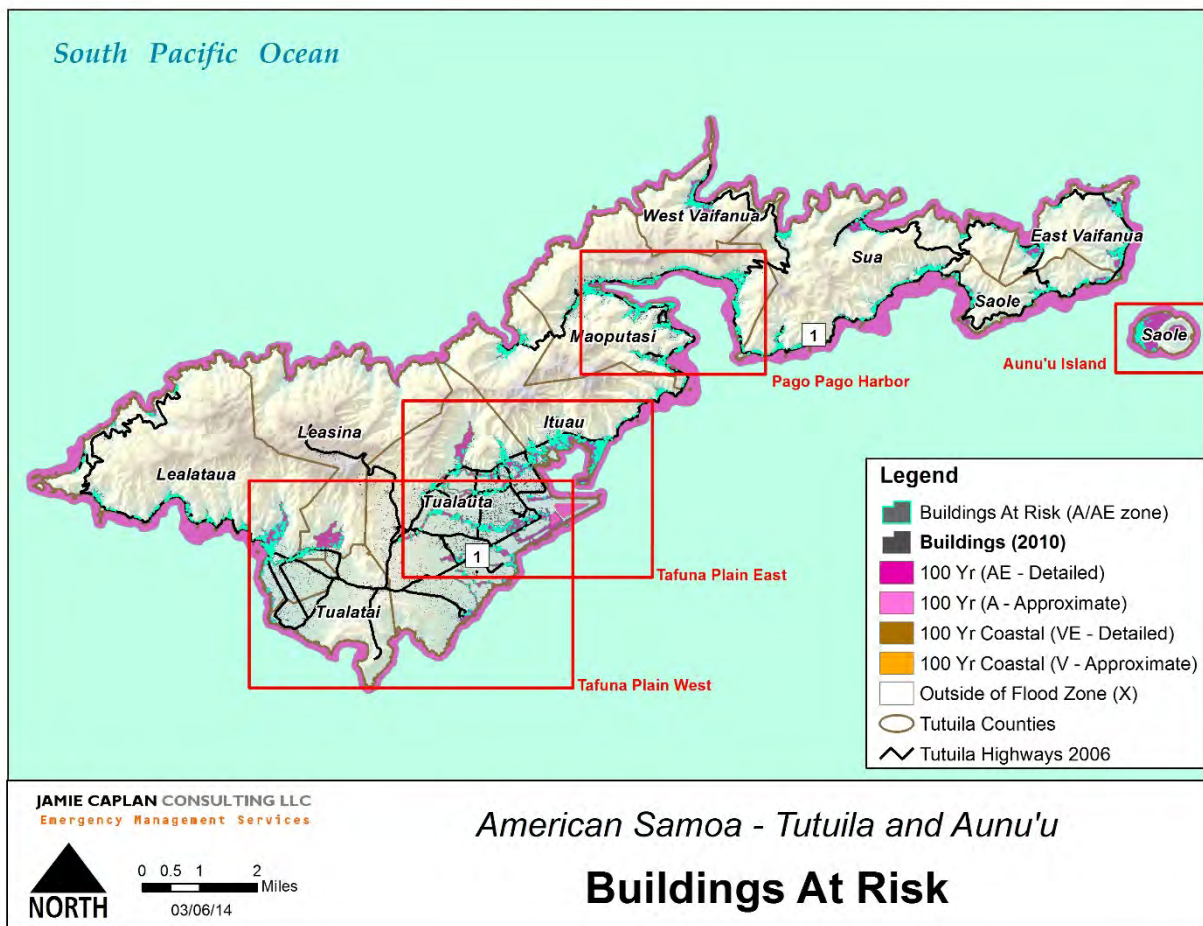 South Pacific Ocean
West Vaifanua
East Vaifanua
Sua
Saole
Saole
Maoputasi
1
Aunu'u Island
Pago Pago Harbor
Ituau
Leasina
Lealataua
Tualauta
1
Tafuna Plain East
Tualatai
Tafuna Plain West
Legend
Buildings At Risk (A/AE zone)
Buildings (2010)
100 Yr (AE - Detailed)
100 Yr (A - Approximate)
100 Yr Coastal (VE - Detailed)
100 Yr Coastal (V - Approximate)
Outside of Flood Zone (X)
Tutuila Counties
Tutuila Highways 2006
JAMIE CAPLAN CONSULTING LLC
Emergency Management Services
NORTH
0 0.5 1 2
Miles
03/06/14
American Samoa - Tutuila and Aunu'u
Buildings At Risk